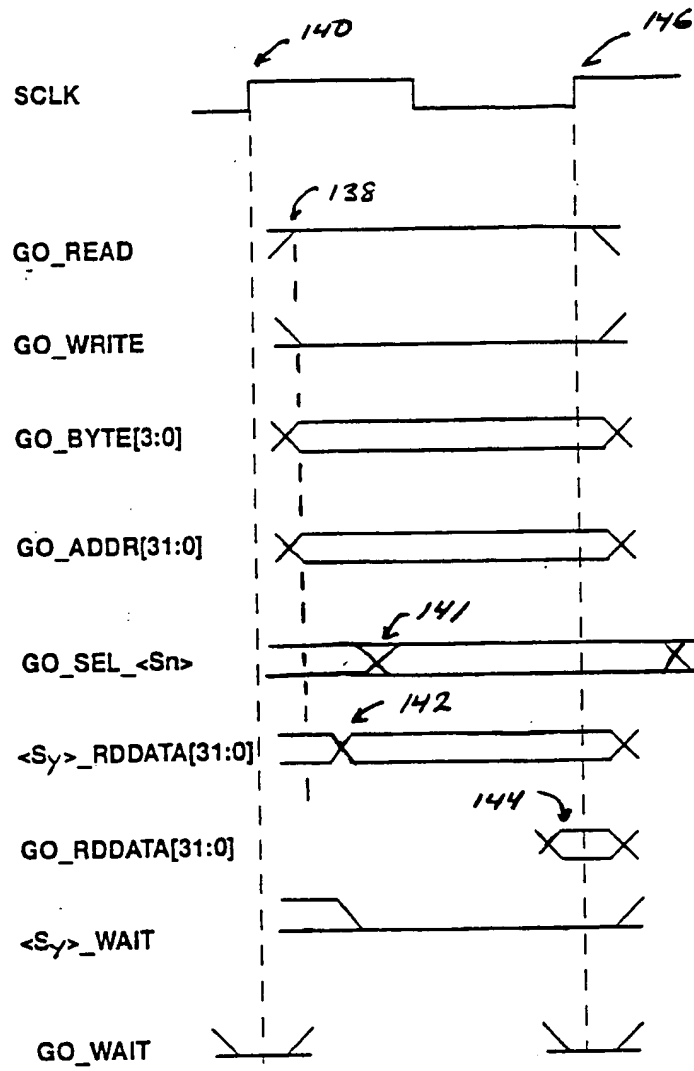 140
146
SCLK
138
GO_READ
GO_WRITE
GO_BYTE[3:0]
GO_ADDR[31:0]
141
GO_SEL_<Sn>
142
<Sy>_RDDATA[31:0]
144
GO_RDDATA[31:0]
<Sy>_WAIT
GO_WAIT